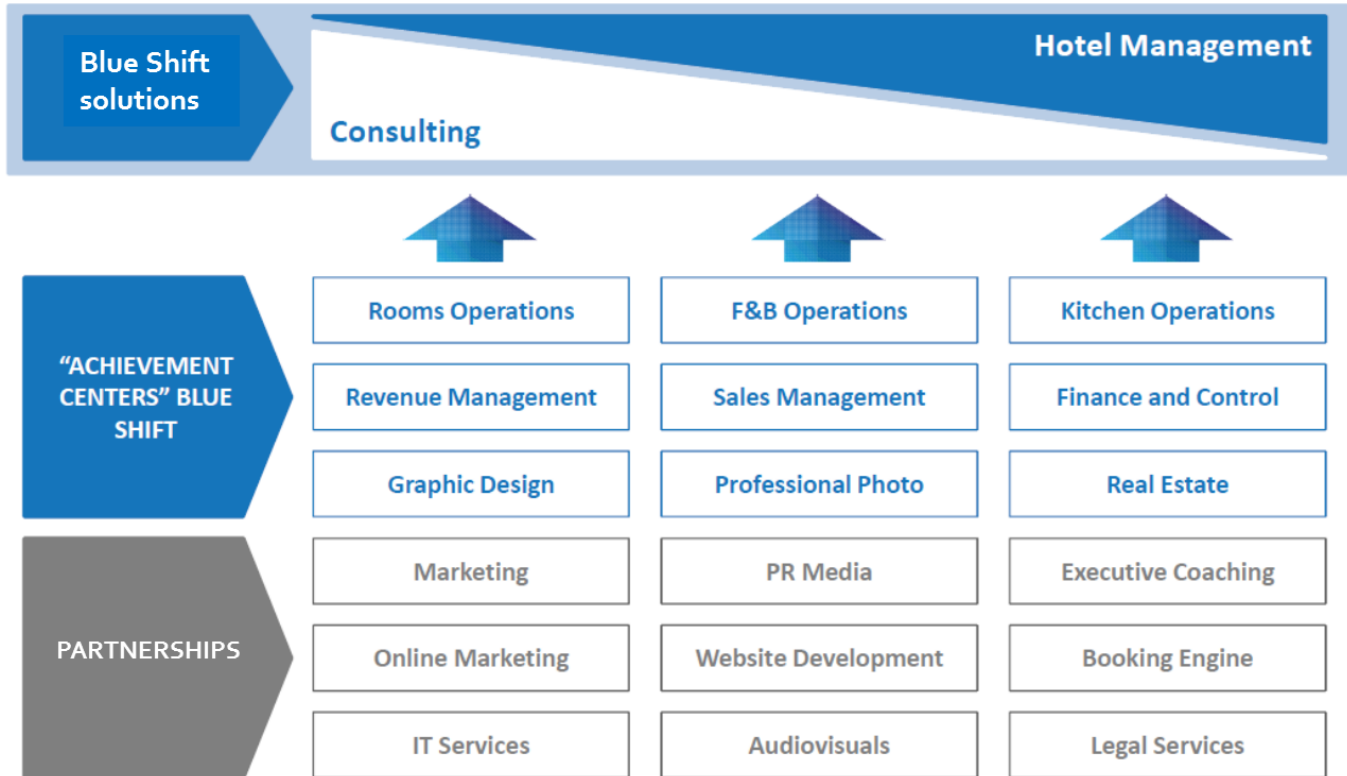 Blue Shift
solutions
Hotel Management
Consulting
“ACHIEVEMENT
CENTERS” BLUE
SHIFT
Rooms Operations
F&B Operations
Kitchen Operations
Revenue Management
Sales Management
Finance and Control
Graphic Design
Professional Photo
Real Estate
PARTNERSHIPS
Marketing
PR Media
Executive Coaching
Online Marketing
Website Development
Booking Engine
IT Services
Audiovisuals
Legal Services